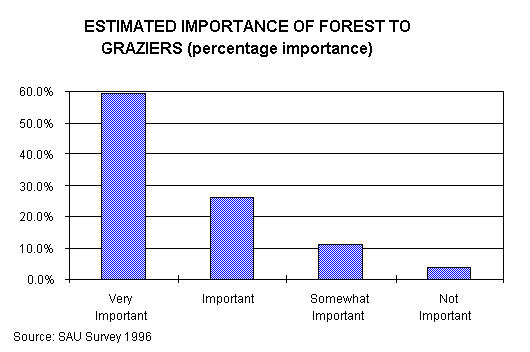 ESTIMATED IMPORTANCE OF FOREST TO
GRAZIERS (percentage importance)
60.0%
50.0%
40.0%
30.0%
20.0%
10.0%
0.0%
Very
Important
Important
Somewhat
Important
Not
Important
Source: SAU Survey 1996